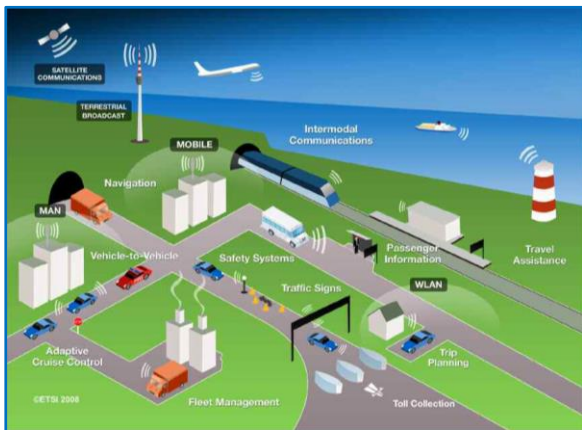 SATELLITE
COMMUNICATIONS
TERRESTRIAL
BROADCAST
MOBILE
Intermodal
Communications
Navigation
MAN
Vehicle-to-Vehicle
Safety Systems
Passenger
Information
Travel
Assistance
Traffic Signs
WLAN
Adaptive
Cruise Control
Trip
Planning
©ETSI 2008
Fleet Management
Toll Collection